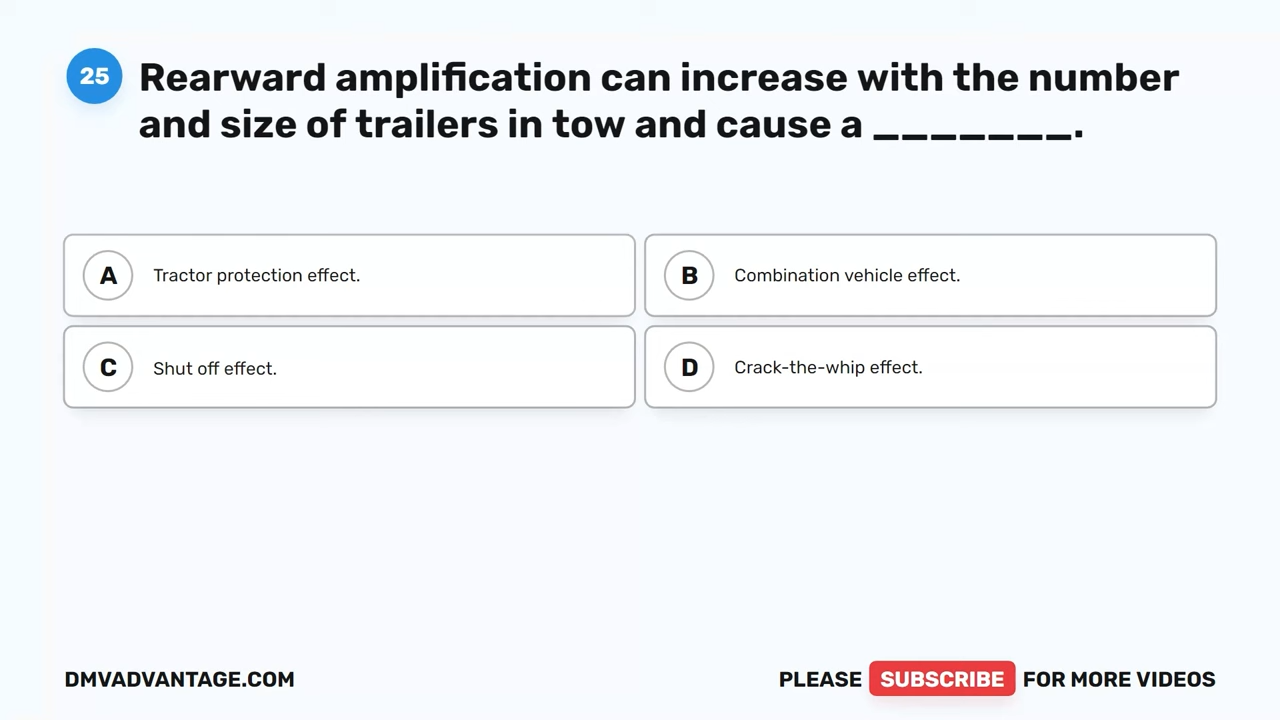 25
Rearward amplification can increase with the number
and size of trailers in tow and cause a _______.
A Tractor protection effect.
B Combination vehicle effect.
C Shut off effect.
D Crack-the-whip effect.
DMVADVANTAGE.COM
PLEASE SUBSCRIBE FOR MORE VIDEOS